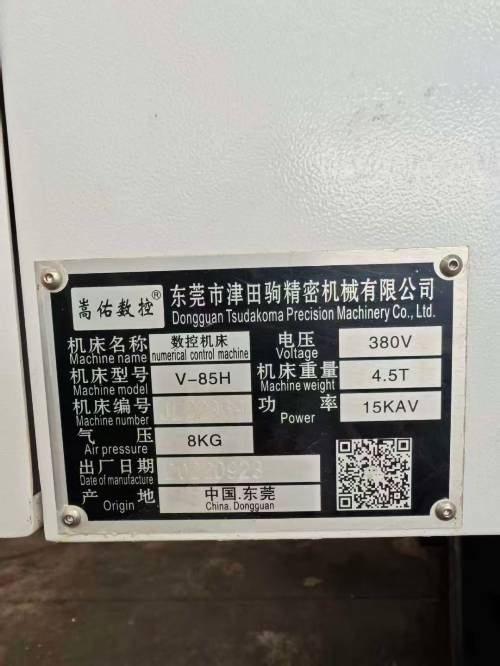 嵩佑数控®
东莞市津田驹精密机械有限公司
Dongguan Tsudakoma Precision Machinery Co., Ltd.
机床名称 数控机床 电压 380V
Machine name numerical control machine Voltage
机床型号 V-85H 机床重量 4.5T
Machine model Machine weight
机床编号 功率 15KAV
Machine number Power
气压 8KG
Air pressure
出厂日期 20220923
Date of manufacture
产地 中国.东莞
Origin China. Dongguan